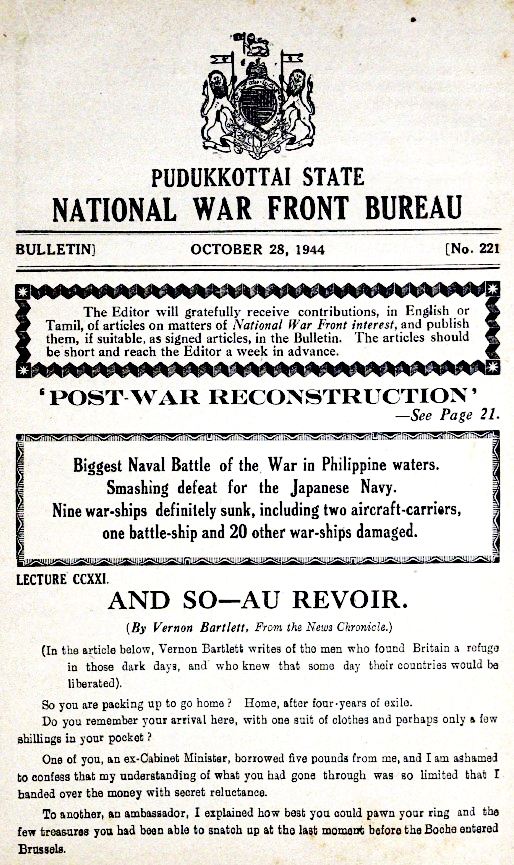 PUDUKKOTTAI STATE
NATIONAL WAR FRONT BUREAU
BULLETIN] OCTOBER 28, 1944 [No. 221
The Editor will gratefully receive contributions, in English or
Tamil, of articles on matters of National War Front interest, and publish
them, if suitable, as signed articles, in the Bulletin. The articles should
be short and reach the Editor a week in advance.
'POST-WAR RECONSTRUCTION'
—See Page 21.
Biggest Naval Battle of the War in Philippine waters.
Smashing defeat for the Japanese Navy.
Nine war-ships definitely sunk, including two aircraft-carriers,
one battle-ship and 20 other war-ships damaged.
LECTURE CCXXI.
AND SO—AU REVOIR.
(By Vernon Bartlett, From the News Chronicle.)
(In the article below, Vernon Bartlett writes of the men who found Britain a refuge
in those dark days, and who knew that some day their countries would be
liberated).
So you are packing up to go home? Home, after four-years of exile.
Do you remember your arrival here, with one suit of clothes and perhaps only a few
shillings in your pocket?
One of you, an ex-Cabinet Minister, borrowed five pounds from me, and I am ashamed
to confess that my understanding of what you had gone through was so limited that I
handed over the money with secret reluctance.
To another, an ambassador, I explained how best you could pawn your ring and the
few treasures you had been able to snatch up at the last moment before the Boche entered
Brussels.